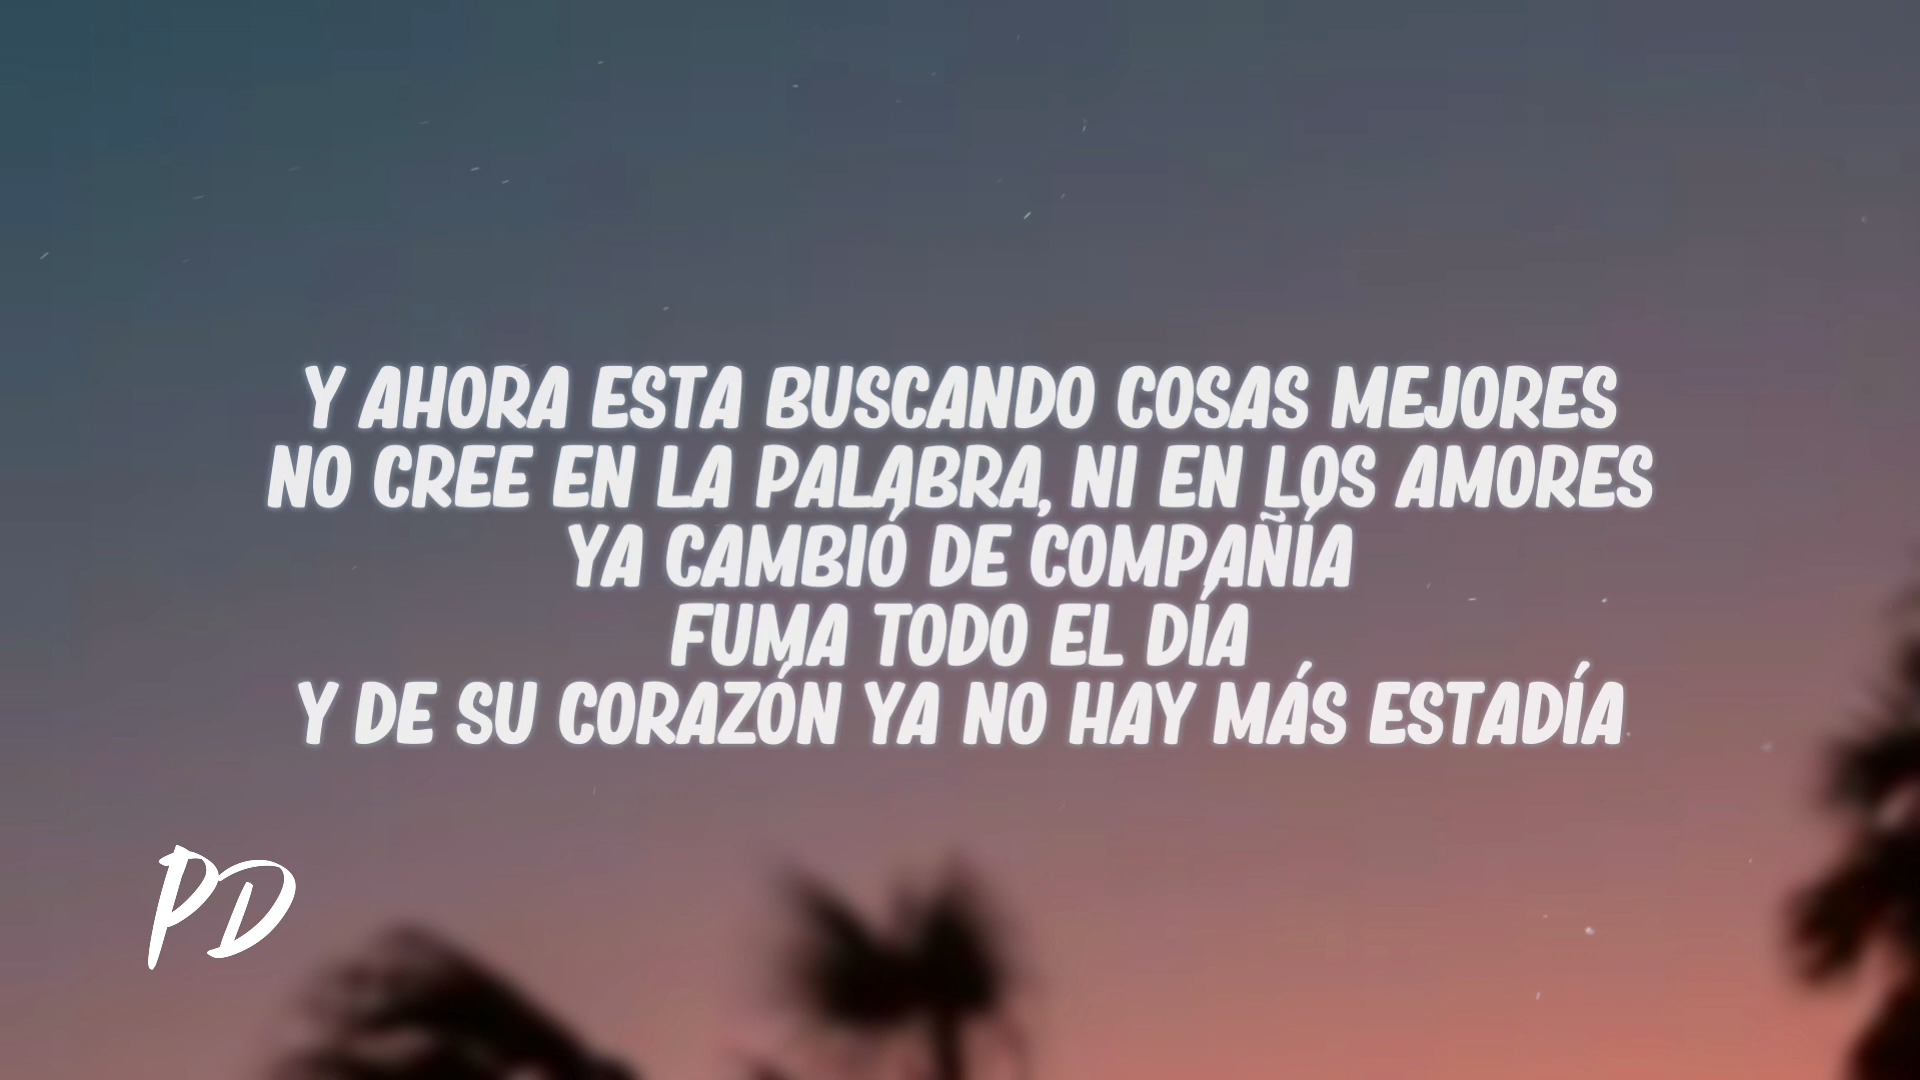 Y AHORA ESTA BUSCANDO COSAS MEJORES
NO CREE EN LA PALABRA, NI EN LOS AMORES
YA CAMBIÓ DE COMPAÑÍA
FUMA TODO EL DÍA
Y DE SU CORAZÓN YA NO HAY MÁS ESTADÍA
PD